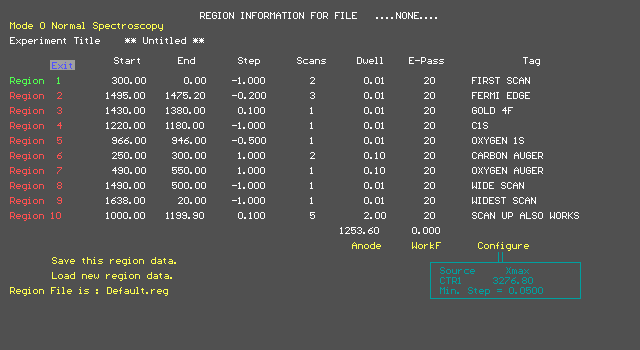 REGION INFORMATION FOR FILE ....NONE....
Mode 0 Normal Spectroscopy
Experiment Title ** Untitled **
Exit Start End Step Scans Dwell E-Pass Tag
Region 1 300.00 0.00 -1.000 2 0.01 20 FIRST SCAN
Region 2 1495.00 1475.20 -0.200 3 0.01 20 FERMI EDGE
Region 3 1430.00 1380.00 0.100 1 0.01 20 GOLD 4F
Region 4 1220.00 1180.00 -1.000 1 0.01 20 C1S
Region 5 966.00 946.00 -0.500 1 0.01 20 OXYGEN 1S
Region 6 250.00 300.00 1.000 2 0.10 20 CARBON AUGER
Region 7 490.00 550.00 1.000 1 0.10 20 OXYGEN AUGER
Region 8 1490.00 500.00 -1.000 1 0.01 20 WIDE SCAN
Region 9 1638.00 20.00 -1.000 1 0.01 20 WIDEST SCAN
Region 10 1000.00 1199.90 0.100 5 2.00 20 SCAN UP ALSO WORKS
1253.60 0.000
Anode WorkF Configure
Save this region data.
Load new region data.
Region File is : Default.reg
Source Xmax
CTR1 3276.80
Min. Step = 0.0500